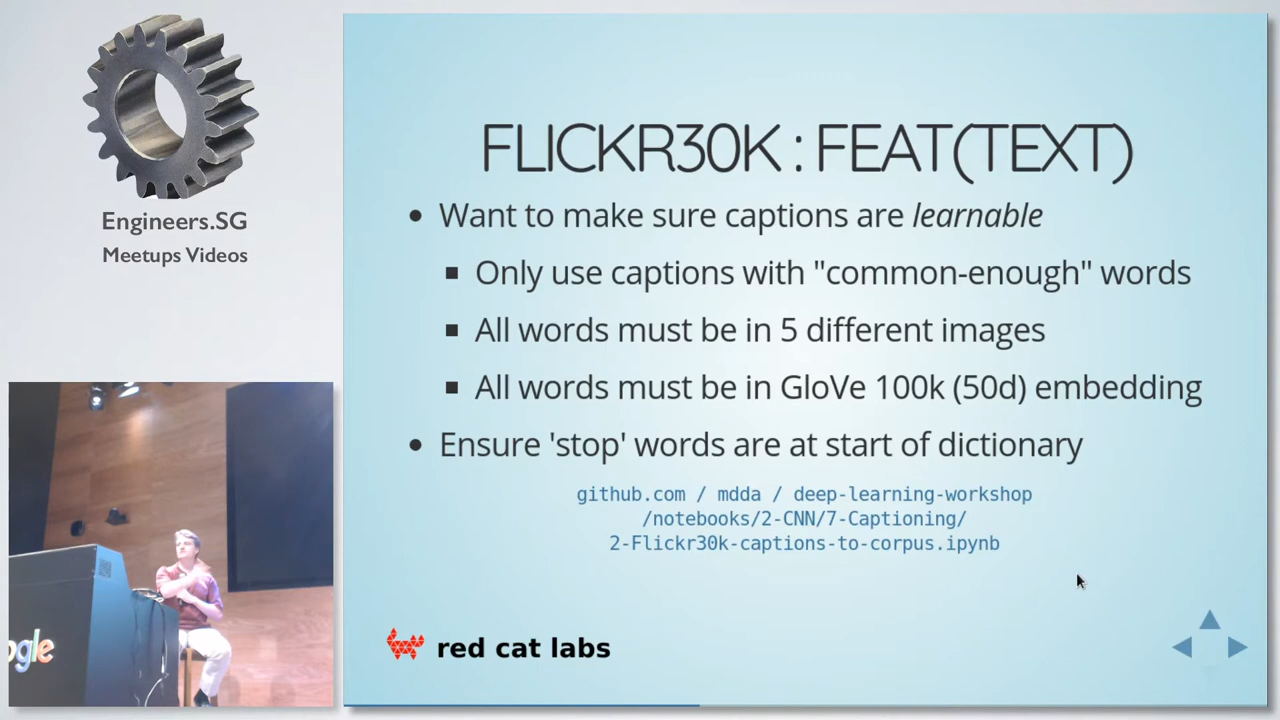 Engineers.SG
Meetups Videos
FLICKR30K : FEAT(TEXT)
Want to make sure captions are learnable
Only use captions with "common-enough" words
All words must be in 5 different images
All words must be in GloVe 100k (50d) embedding
Ensure 'stop' words are at start of dictionary
github.com / mdda / deep-learning-workshop
/notebooks/2-CNN/7-Captioning/
2-Flickr30k-captions-to-corpus.ipynb
ogle
red cat labs